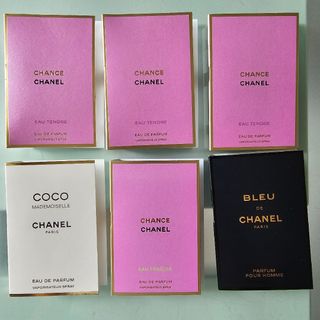 CHANCE
CHANEL
EAU TENDRE
EAU DE PARFUM
VAPORISATEUR SPRAY
CHANCE
CHANEL
EAU TENDRE
EAU DE PARFUM
VAPORISATEUR SPRAY
CHANCE
CHANEL
EAU TENDRE
EAU DE PARFUM
VAPORISATEUR SPRAY
COCO
MADEMOISELLE
CHANEL
PARIS
EAU DE PARFUM
VAPORISATEUR SPRAY
CHANCE
CHANEL
EAU FRAÎCHE
EAU DE PARFUM
VAPORISATEUR SPRAY
BLEU
DE
CHANEL
PARIS
PARFUM
POUR HOMME